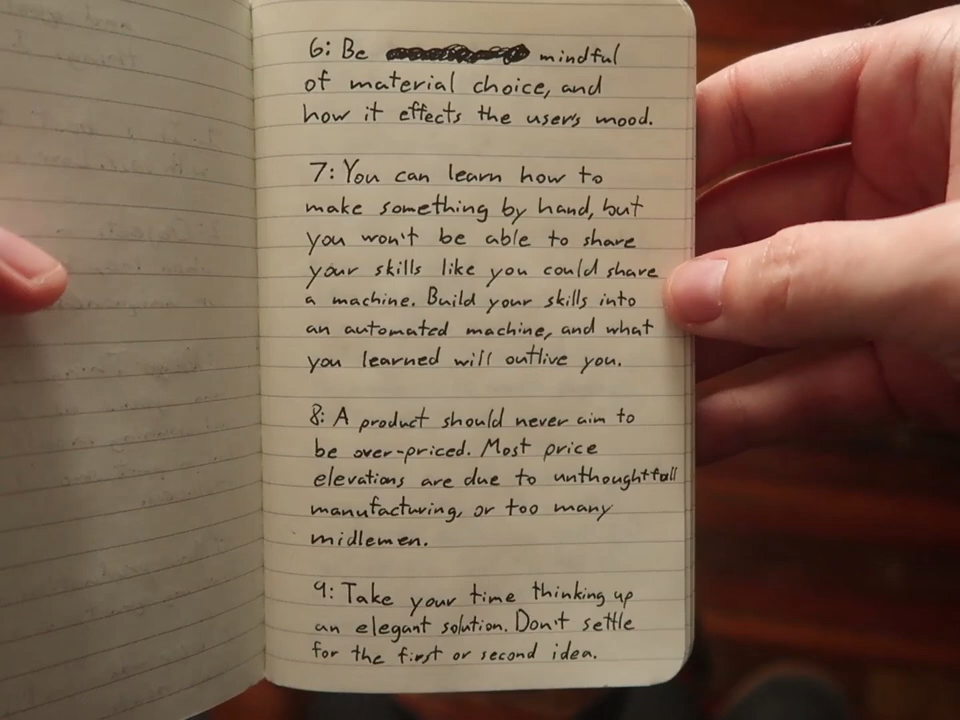 6: Be mindful
of material choice, and
how it effects the user's mood.
7: You can learn how to
make something by hand, but
you won't be able to share
your skills like you could share
a machine. Build your skills into
an automated machine, and what
you learned will outlive you.
8: A product should never aim to
be over-priced. Most price
elevations are due to unthoughtfull
manufacturing, or too many
midlemen.
9: Take your time thinking up
an elegant solution. Don't settle
for the first or second idea.